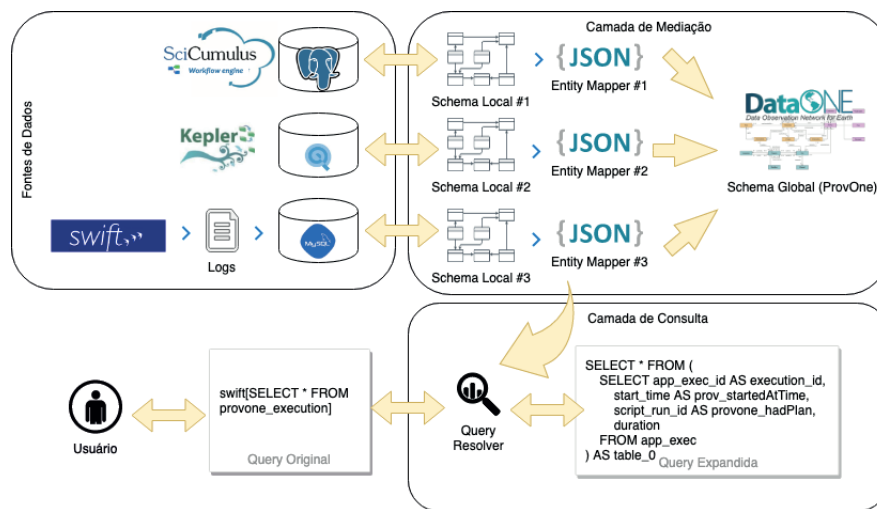 Fontes de Dados
SciCumulus
Workflow engine
Kepler
swift
Logs
MySQL
Camada de Mediação
Schema Local #1
{JSON}
Entity Mapper #1
Schema Local #2
{JSON}
Entity Mapper #2
Schema Local #3
{JSON}
Entity Mapper #3
DataONE
Data Observation Network for Earth
Schema Global (ProvOne)
Camada de Consulta
Usuário
swift[SELECT * FROM
provone_execution]
Query Original
Query
Resolver
SELECT * FROM (
SELECT app_exec_id AS execution_id,
start_time AS prov_startedAtTime,
script_run_id AS provone_hadPlan,
duration
FROM app_exec
) AS table_0
Query Expandida